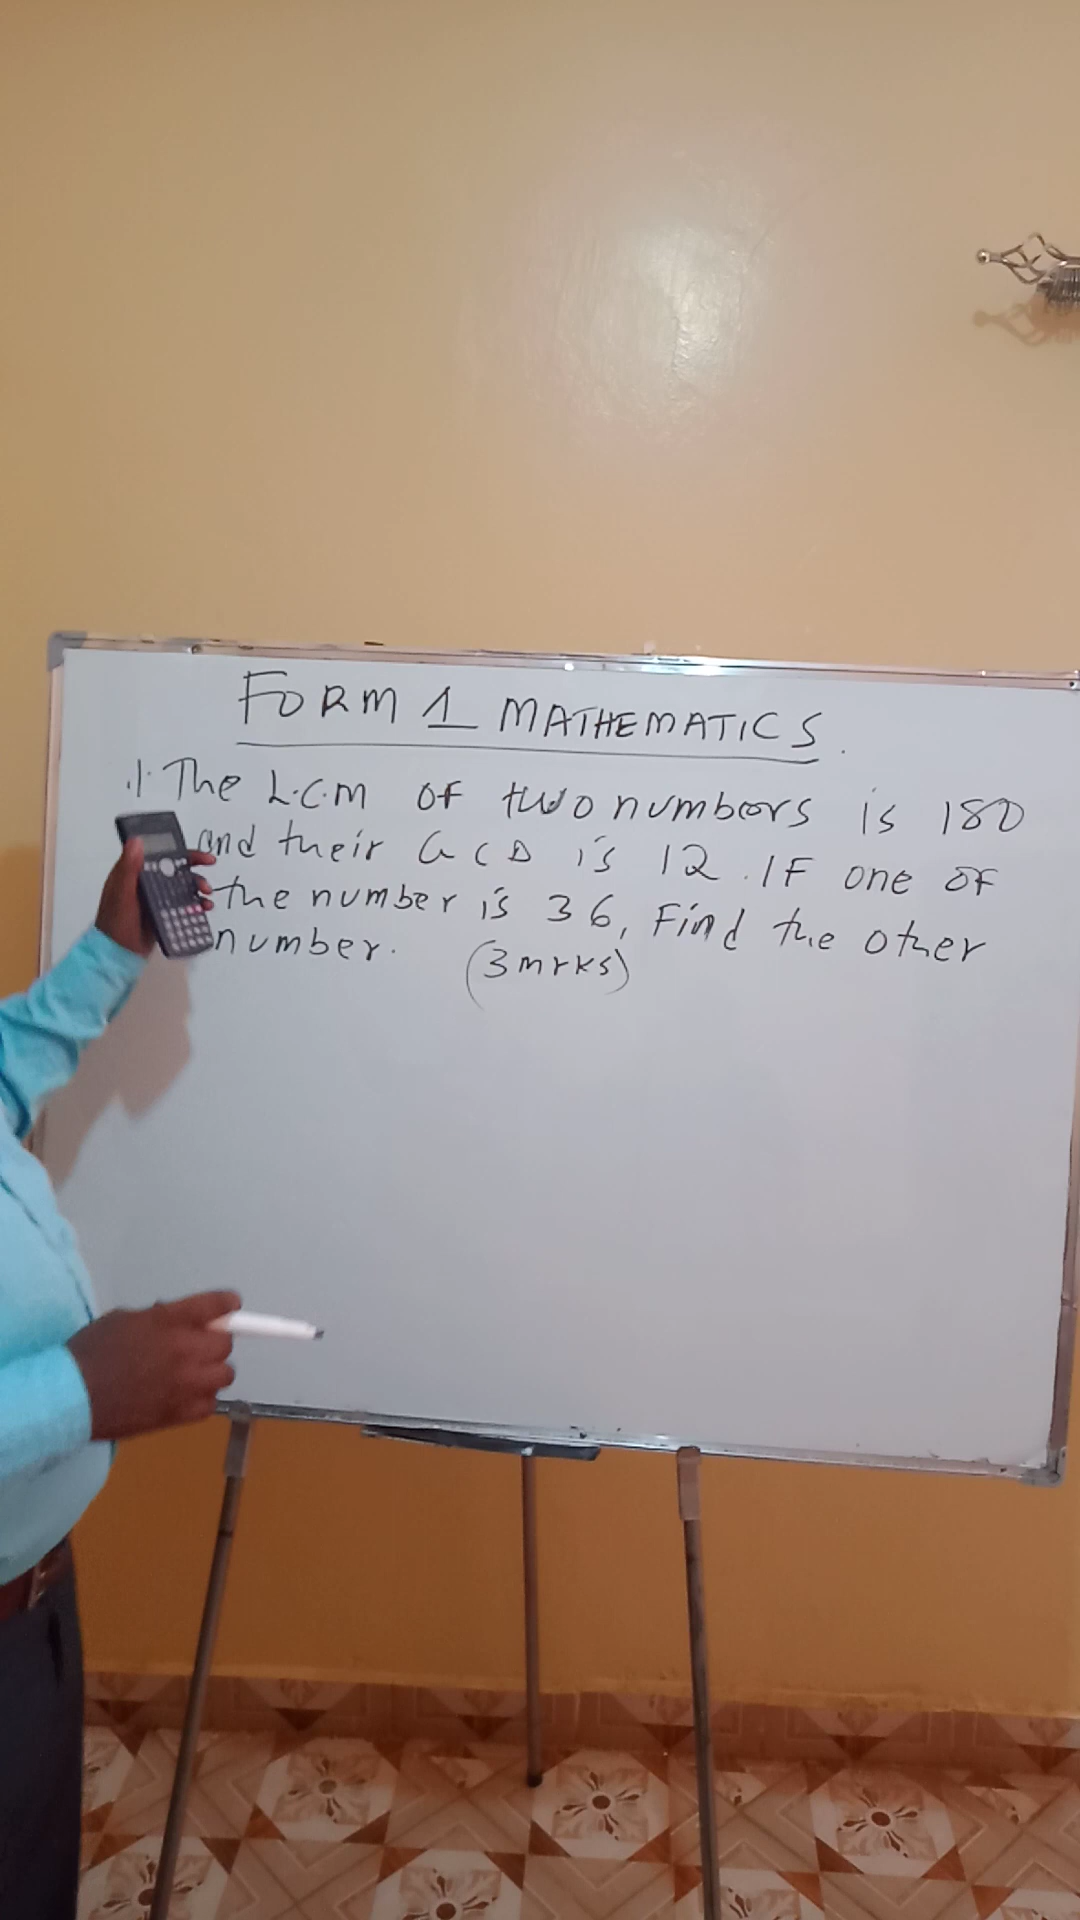 FORM 1 MATHEMATICS.
1. The L.C.M OF two numbers is 180
and their GCD is 12. IF one OF
the number is 36, Find the other
number. (3mrks)